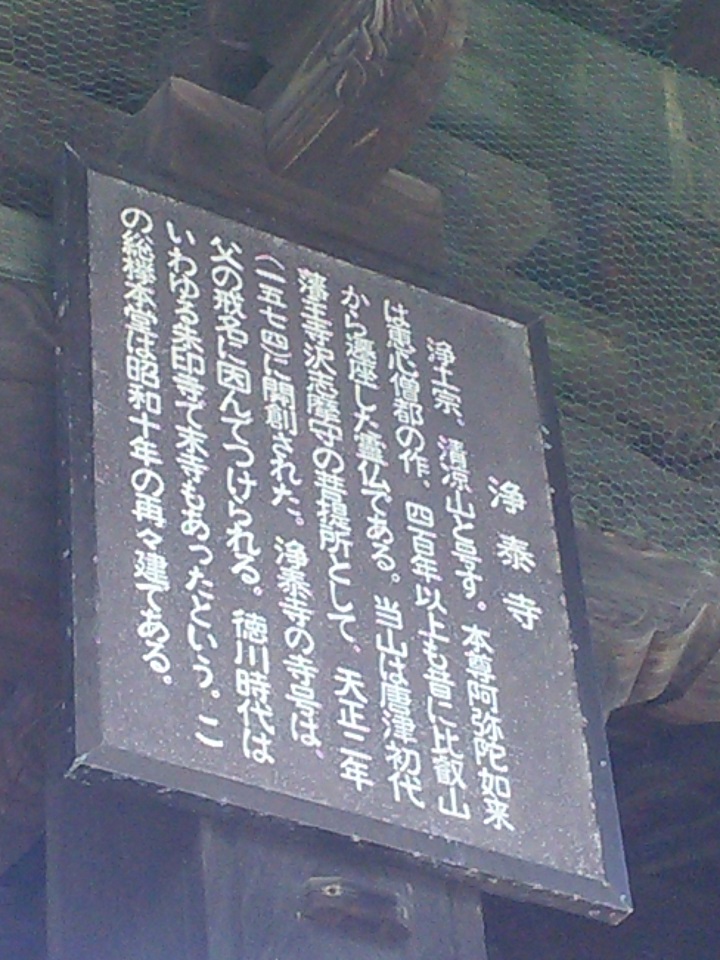 浄泰寺
浄土宗、清涼山と号す。本尊阿弥陀如来
は恵心僧都の作、四百年以上も昔に比叡山
から遷座した霊仏である。当山は唐津初代
藩主寺沢志摩守の菩提所として、天正二年
(一五七四)に開創された。浄泰寺の寺号は、
父の戒名に因んでつけられる。徳川時代は
いわゆる朱印寺で末寺もあったという。こ
の総欅本堂は昭和十年の再々建である。